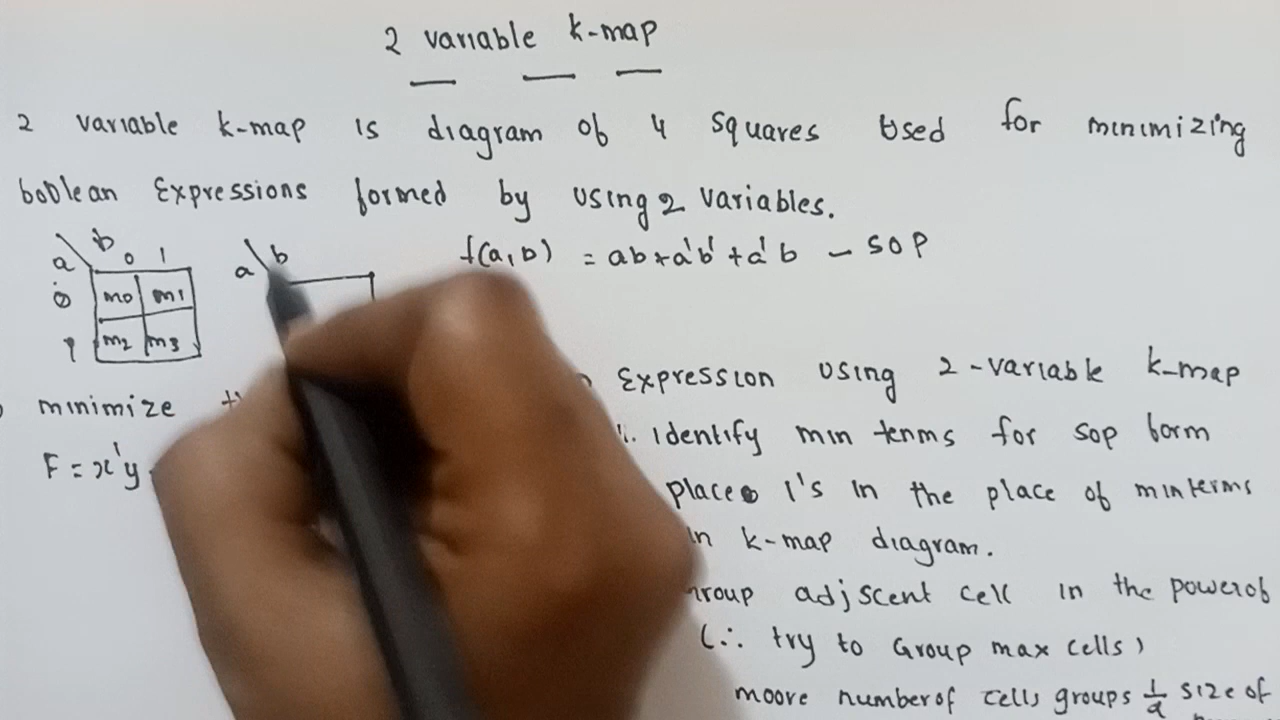 2 variable k-map
2 variable k-map is diagram of 4 squares used for minimizing
boolean Expressions formed by using 2 variables.
a b 0 1
0 m0 m1
1 m2 m3
a b
f(a,b) = ab+a'b'+a'b - SOP
Expression using 2-variable k-map
minimize
1. Identify min terms for sop form
F = x'y
place 1's in the place of minterms
in k-map diagram.
group adjscent cell in the power of
(∴ try to Group max cells)
moore number of cells groups 1/a size of